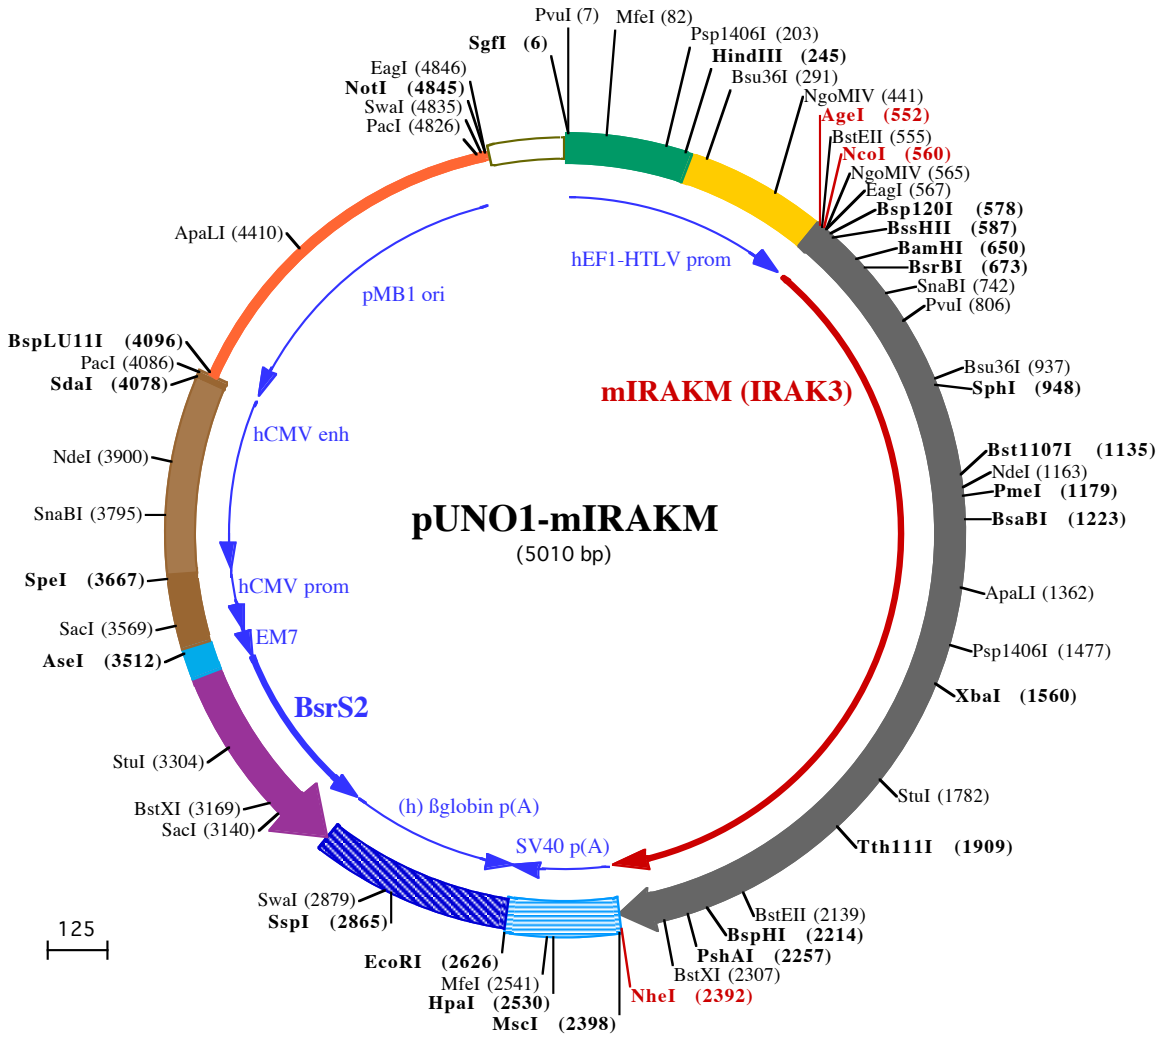 PvuI (7)
MfeI (82)
Psp1406I (203)
HindIII (245)
Bsu36I (291)
NgoMIV (441)
AgeI (552)
BstEII (555)
NcoI (560)
NgoMIV (565)
EagI (567)
Bsp120I (578)
BssHII (587)
BamHI (650)
BsrBI (673)
SnaBI (742)
PvuI (806)
Bsu36I (937)
SphI (948)
Bst1107I (1135)
NdeI (1163)
PmeI (1179)
BsaBI (1223)
ApaLI (1362)
Psp1406I (1477)
XbaI (1560)
StuI (1782)
Tth111I (1909)
BstEII (2139)
BspHI (2214)
PshAI (2257)
BstXI (2307)
NheI (2392)
MscI (2398)
HpaI (2530)
MfeI (2541)
EcoRI (2626)
SspI (2865)
SwaI (2879)
SacI (3140)
BstXI (3169)
StuI (3304)
AseI (3512)
SacI (3569)
SpeI (3667)
SnaBI (3795)
NdeI (3900)
SdaI (4078)
PacI (4086)
BspLU11I (4096)
ApaLI (4410)
PacI (4826)
SwaI (4835)
NotI (4845)
EagI (4846)
SgfI (6)
hEF1-HTLV prom
pMB1 ori
mIRAKM (IRAK3)
hCMV enh
pUNO1-mIRAKM
(5010 bp)
hCMV prom
EM7
BsrS2
(h) ßglobin p(A)
SV40 p(A)
125